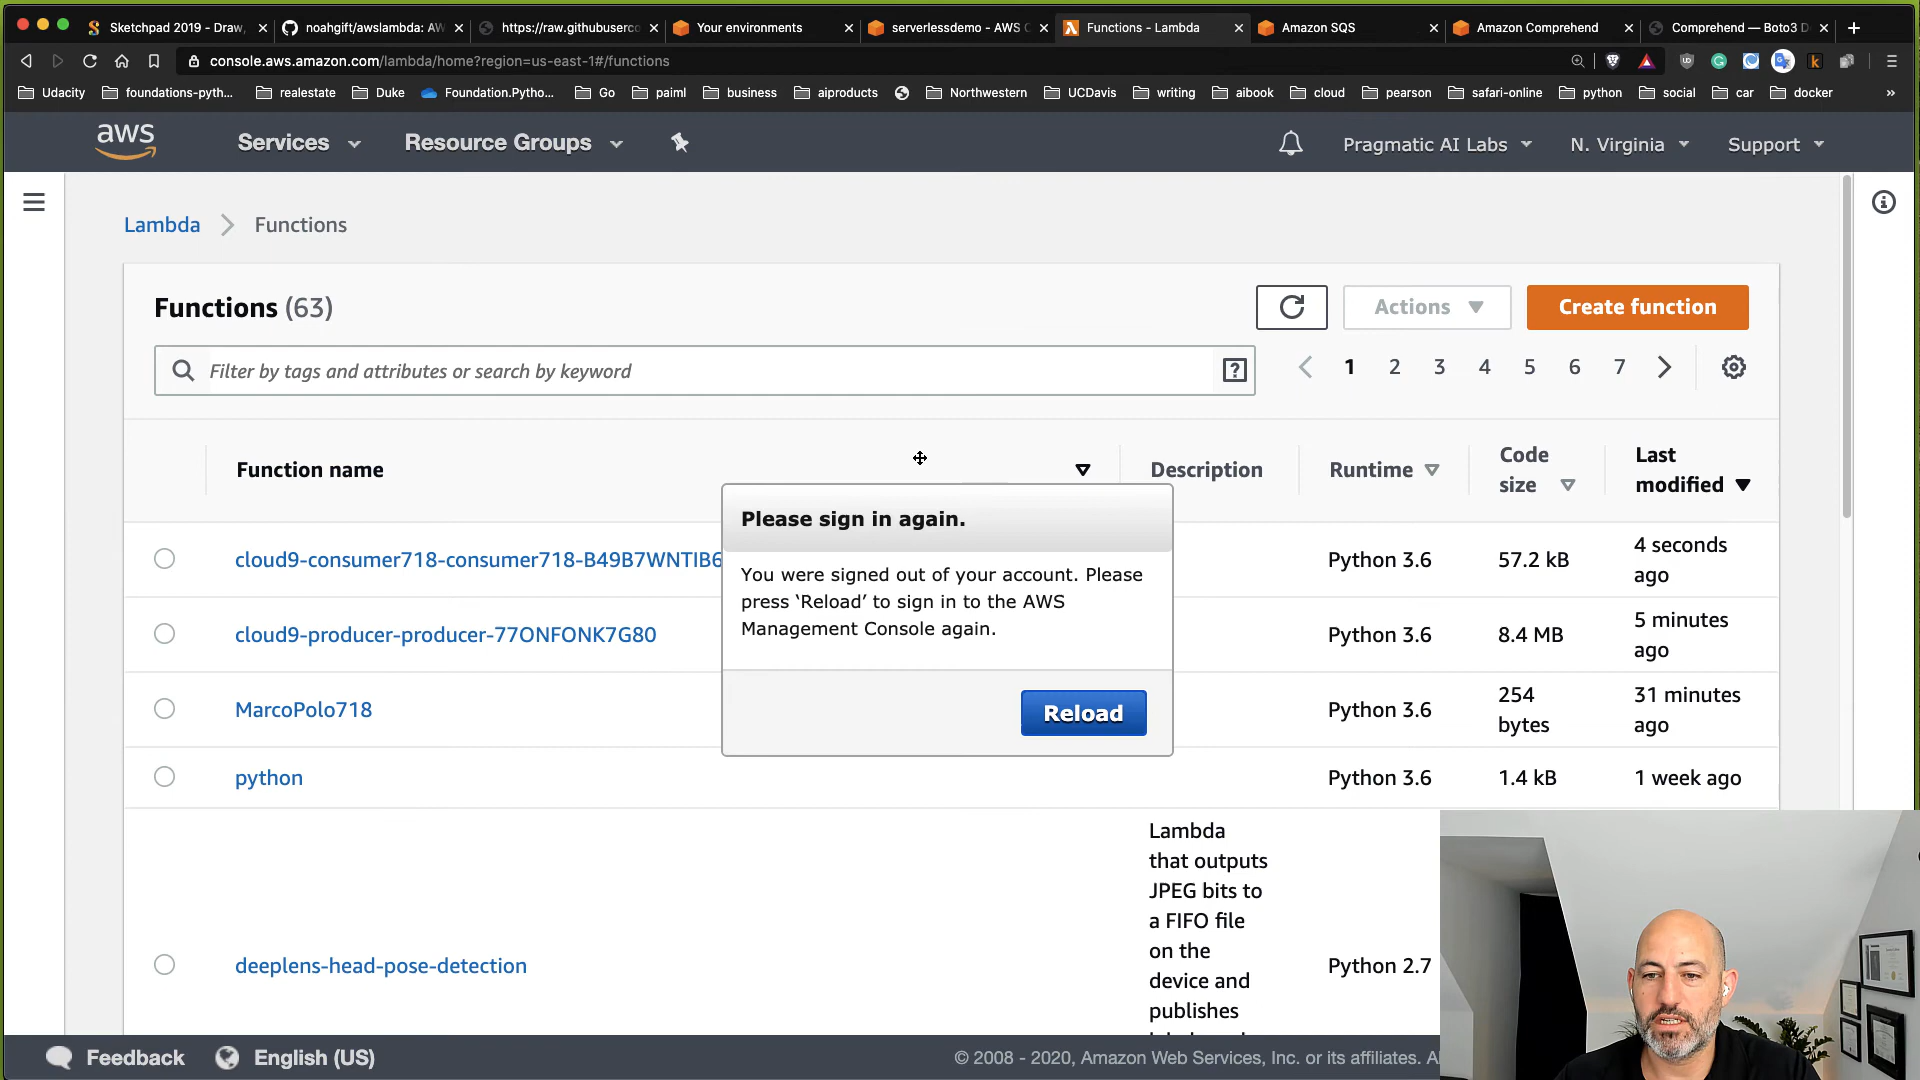 Sketchpad 2019 - Draw,
noahgift/awslambda: AW
https://raw.githubuserco
Your environments
serverlessdemo - AWS C
Functions - Lambda
Amazon SQS
Amazon Comprehend
Comprehend — Boto3 D
console.aws.amazon.com/lambda/home?region=us-east-1#/functions
Udacity
foundations-pyth...
realestate
Duke
Foundation.Pytho...
Go
paiml
business
aiproducts
Northwestern
UCDavis
writing
aibook
cloud
pearson
safari-online
python
social
car
docker
»
aws
Services
Resource Groups
Pragmatic AI Labs
N. Virginia
Support
Lambda
Functions
Functions (63)
Actions
Create function
Filter by tags and attributes or search by keyword
1 2 3 4 5 6 7
Function name
Description
Runtime
Code size
Last modified
cloud9-consumer718-consumer718-B49B7WNTIB6
Python 3.6
57.2 kB
4 seconds ago
cloud9-producer-producer-77ONFONK7G80
Python 3.6
8.4 MB
5 minutes ago
MarcoPolo718
Python 3.6
254 bytes
31 minutes ago
python
Python 3.6
1.4 kB
1 week ago
deeplens-head-pose-detection
Lambda
that outputs
JPEG bits to
a FIFO file
on the
device and
publishes
Python 2.7
Please sign in again.
You were signed out of your account. Please
press ‘Reload’ to sign in to the AWS
Management Console again.
Reload
Feedback
English (US)
© 2008 - 2020, Amazon Web Services, Inc. or its affiliates.